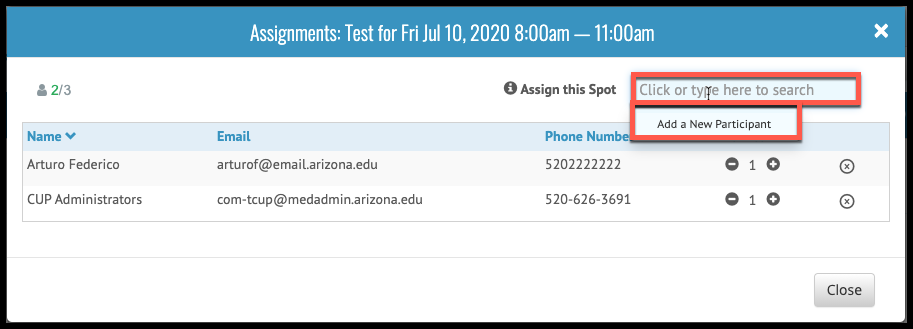 Assignments: Test for Fri Jul 10, 2020 8:00am — 11:00am
2/3
Assign this Spot Click or type here to search
Add a New Participant
Name Email Phone Numbe
Arturo Federico arturof@email.arizona.edu 5202222222 1
CUP Administrators com-tcup@medadmin.arizona.edu 520-626-3691 1
Close